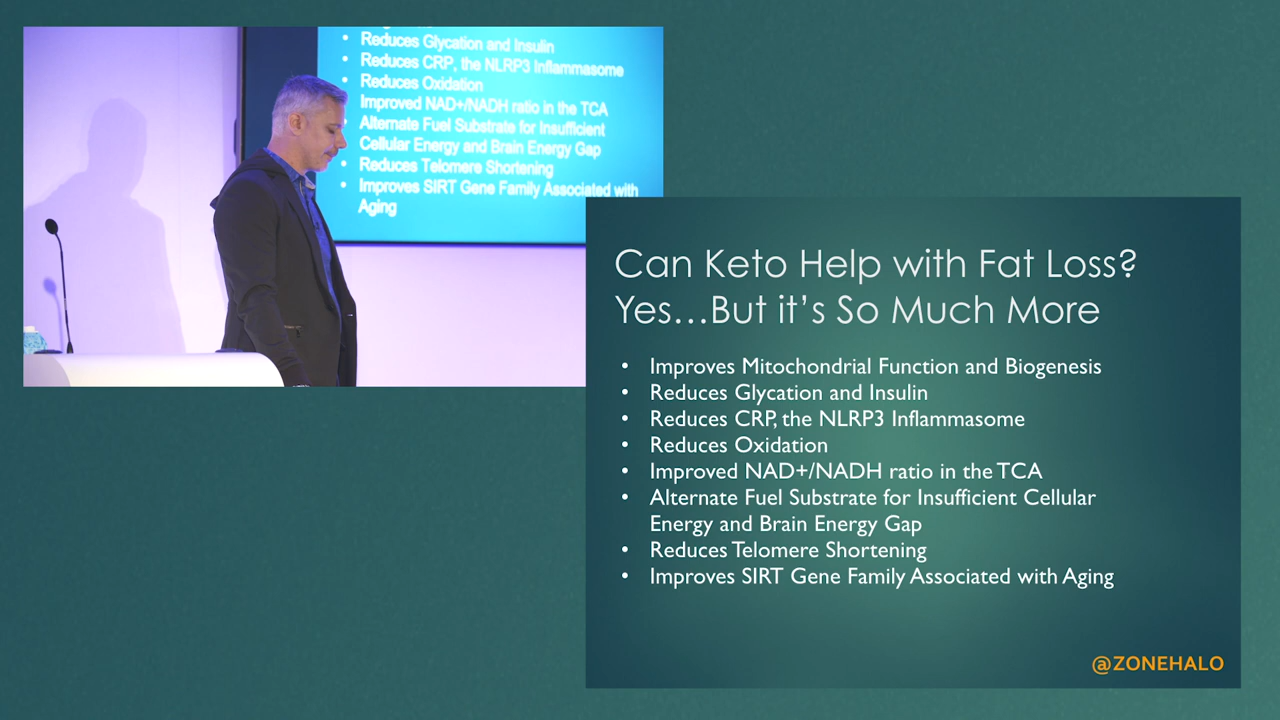 Reduces Glycation and Insulin
Reduces CRP, the NLRP3 Inflammasome
Reduces Oxidation
Improved NAD+/NADH ratio in the TCA
Alternate Fuel Substrate for Insufficient
Cellular Energy and Brain Energy Gap
Reduces Telomere Shortening
Improves SIRT Gene Family Associated with
Aging
Can Keto Help with Fat Loss?
Yes...But it's So Much More
• Improves Mitochondrial Function and Biogenesis
• Reduces Glycation and Insulin
• Reduces CRP, the NLRP3 Inflammasome
• Reduces Oxidation
• Improved NAD+/NADH ratio in the TCA
• Alternate Fuel Substrate for Insufficient Cellular
Energy and Brain Energy Gap
• Reduces Telomere Shortening
• Improves SIRT Gene Family Associated with Aging
@ZONEHALO